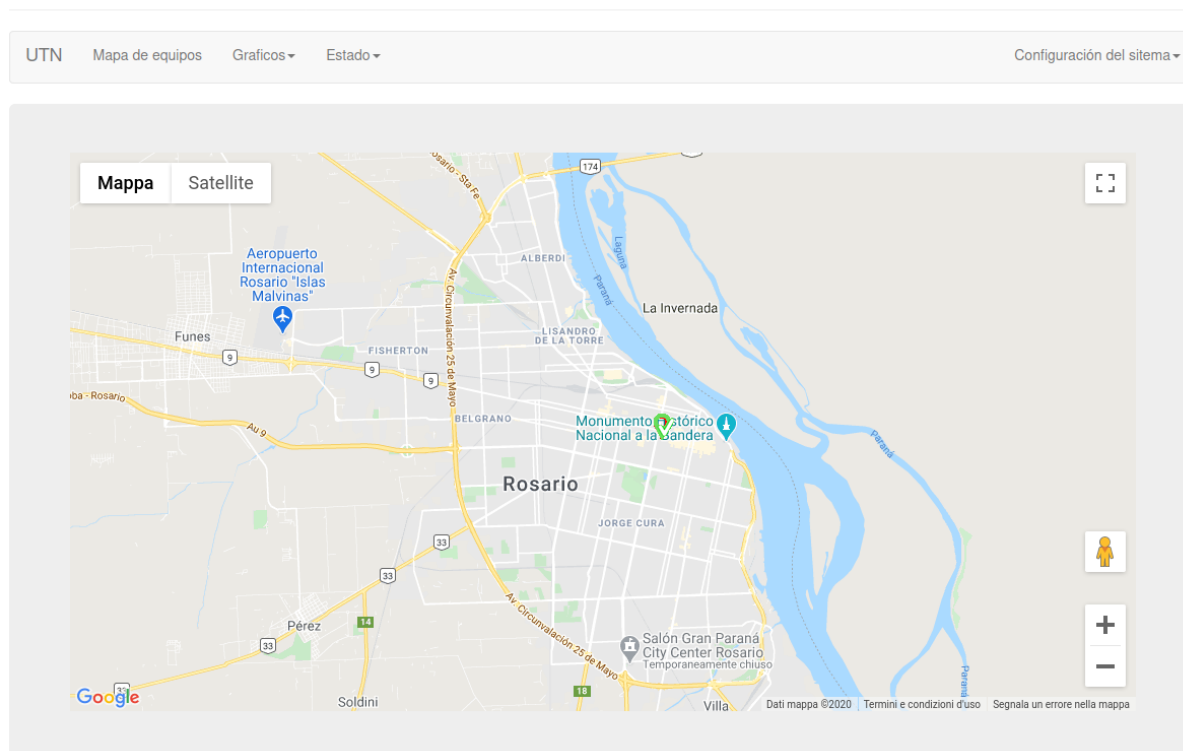 UTN Mapa de equipos Graficos Estado Configuración del sitema
Mappa Satellite
Rosario - Sta Fe
174
Aeropuerto
Internacional
Rosario "Islas
Malvinas"
ALBERDI
Laguna
Paraná
La Invernada
Av. Circunvalación 25 de Mayo
Funes
9
FISHERTON
9
9
LISANDRO
DE LA TORRE
ba - Rosario
Au 9
BELGRANO
Monumento Histórico
Nacional a la Bandera
Paraná
Rosario
JORGE CURA
33
33
Av. Circunvalación 25 de Mayo
Pérez
14
33
Salón Gran Paraná
City Center Rosario
Temporaneamente chiuso
Paraná
33
Google
Soldini
18
Villa
Dati mappa ©2020 Termini e condizioni d'uso Segnala un errore nella mappa